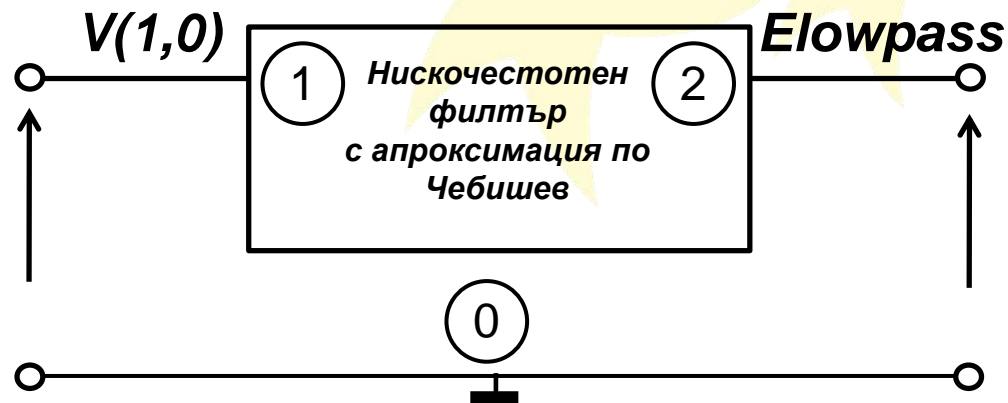 V(1,0)
Elowpass
1
Нискочестотен
филтър
с апроксимация по
Чебишев
2
0